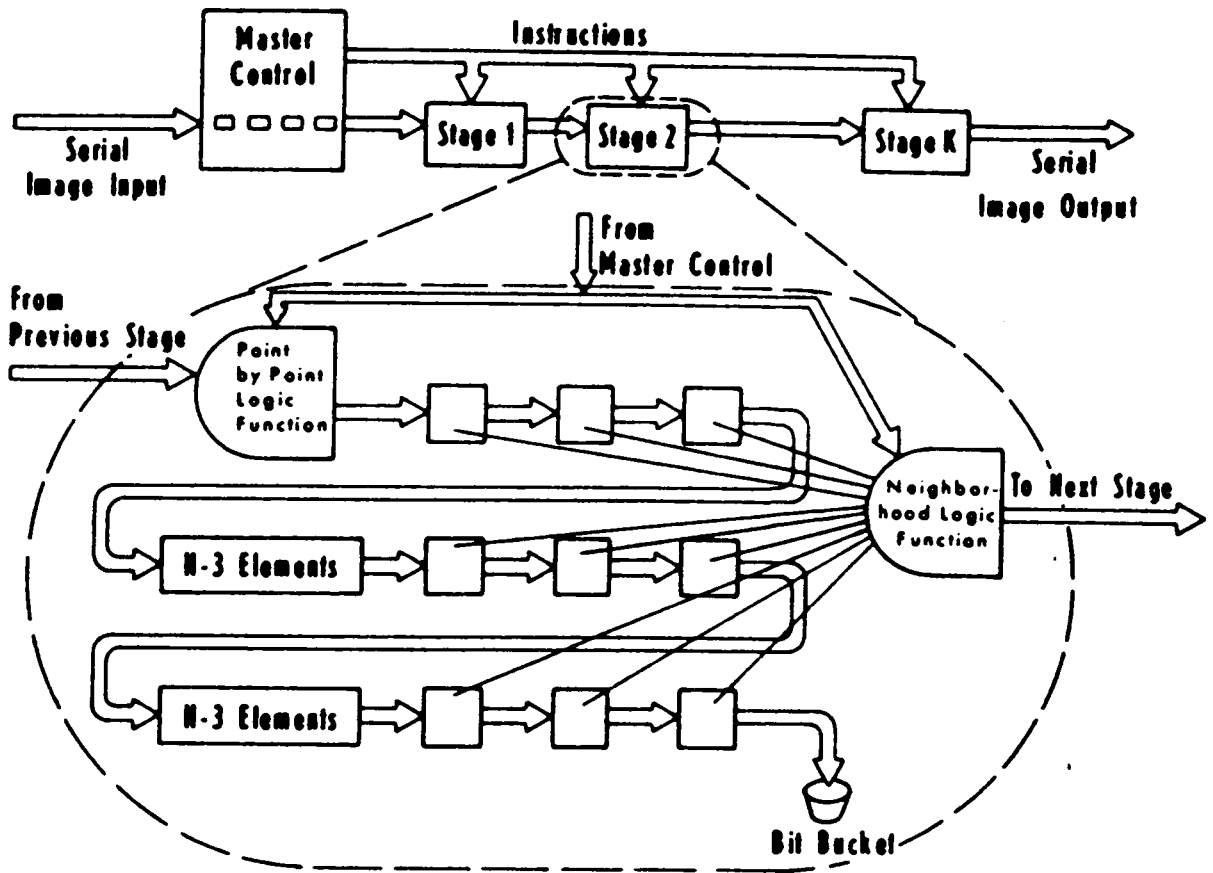 Master
Control
Instructions
Serial
Image Input
Stage 1
Stage 2
Stage K
Serial
Image Output
From
Master Control
From
Previous Stage
Point
by Point
Logic
Function
Neighbor-
hood Logic
Function
To Next Stage
N-3 Elements
N-3 Elements
Bit Bucket